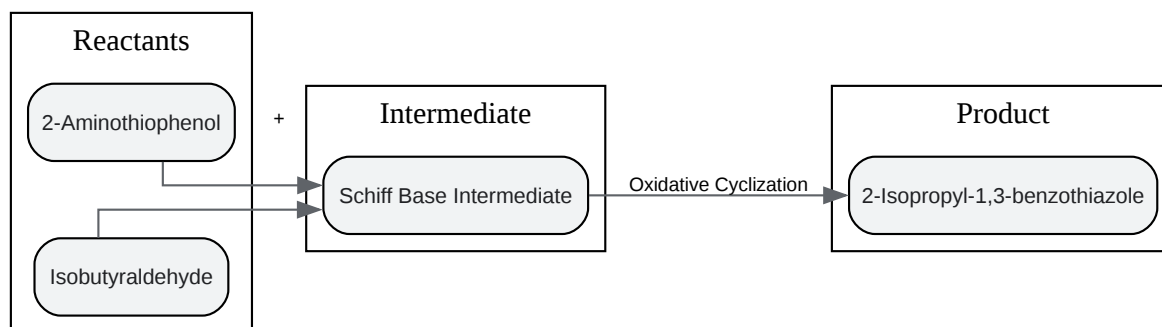 Reactants
2-Aminothiophenol
Isobutyraldehyde
+
Intermediate
Schiff Base Intermediate
Oxidative Cyclization
Product
2-Isopropyl-1,3-benzothiazole